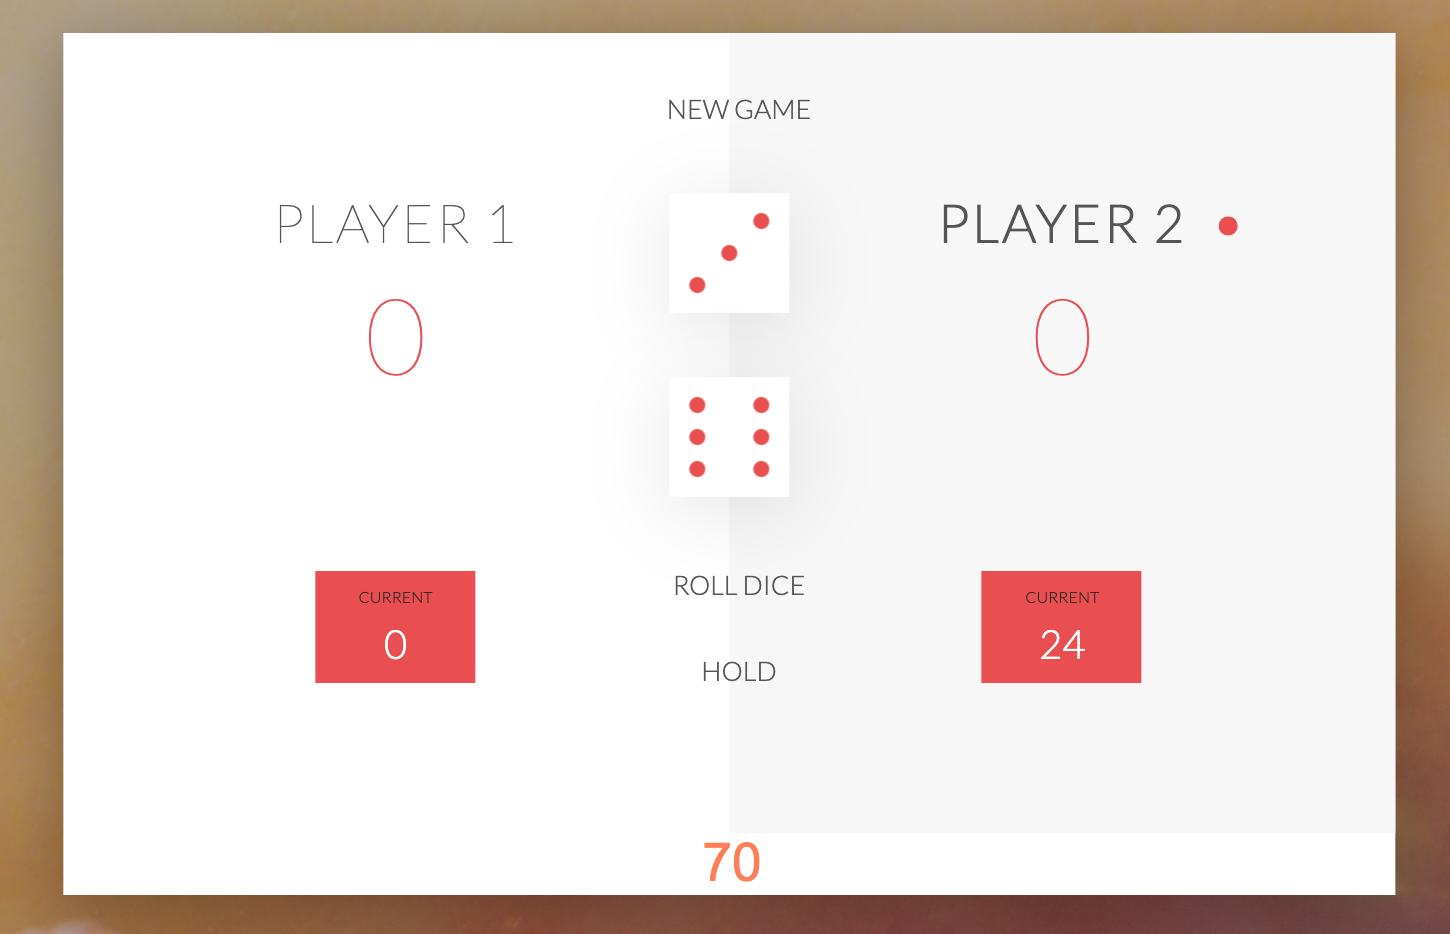 NEW GAME
PLAYER 1
0
PLAYER 2
0
CURRENT
0
ROLL DICE
HOLD
CURRENT
24
70